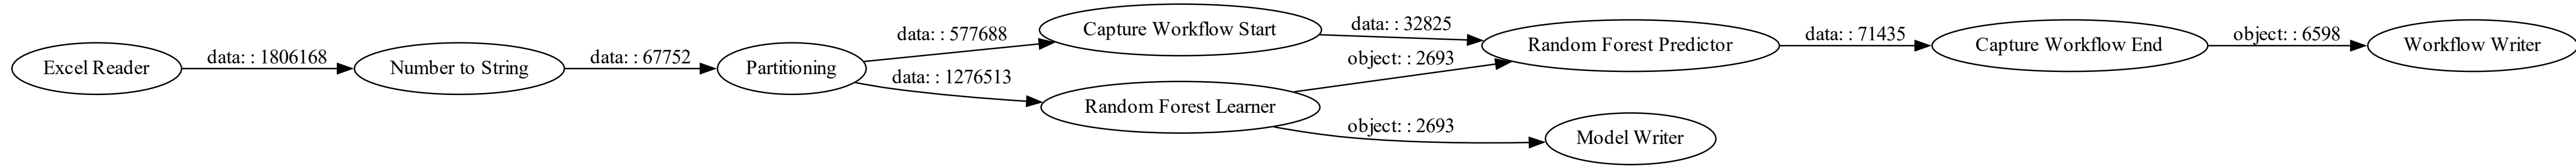 Excel Reader
data: : 1806168
Number to String
data: : 67752
Partitioning
data: : 577688
data: : 1276513
Capture Workflow Start
Random Forest Learner
data: : 32825
object: : 2693
object: : 2693
Random Forest Predictor
Model Writer
data: : 71435
Capture Workflow End
object: : 6598
Workflow Writer